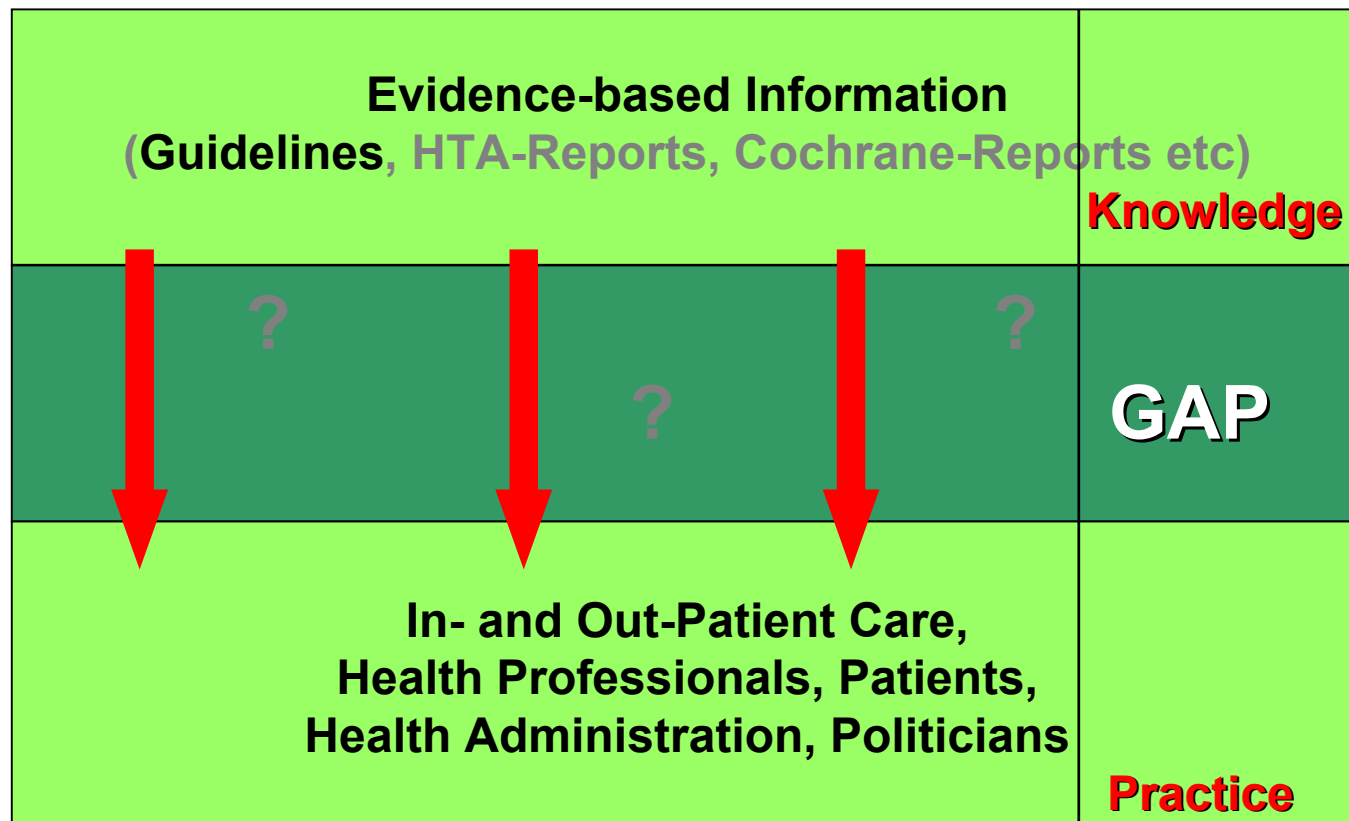 Evidence-based Information
(Guidelines, HTA-Reports, Cochrane-Reports etc)
Knowledge
? ?
?
GAP
In- and Out-Patient Care,
Health Professionals, Patients,
Health Administration, Politicians
Practice